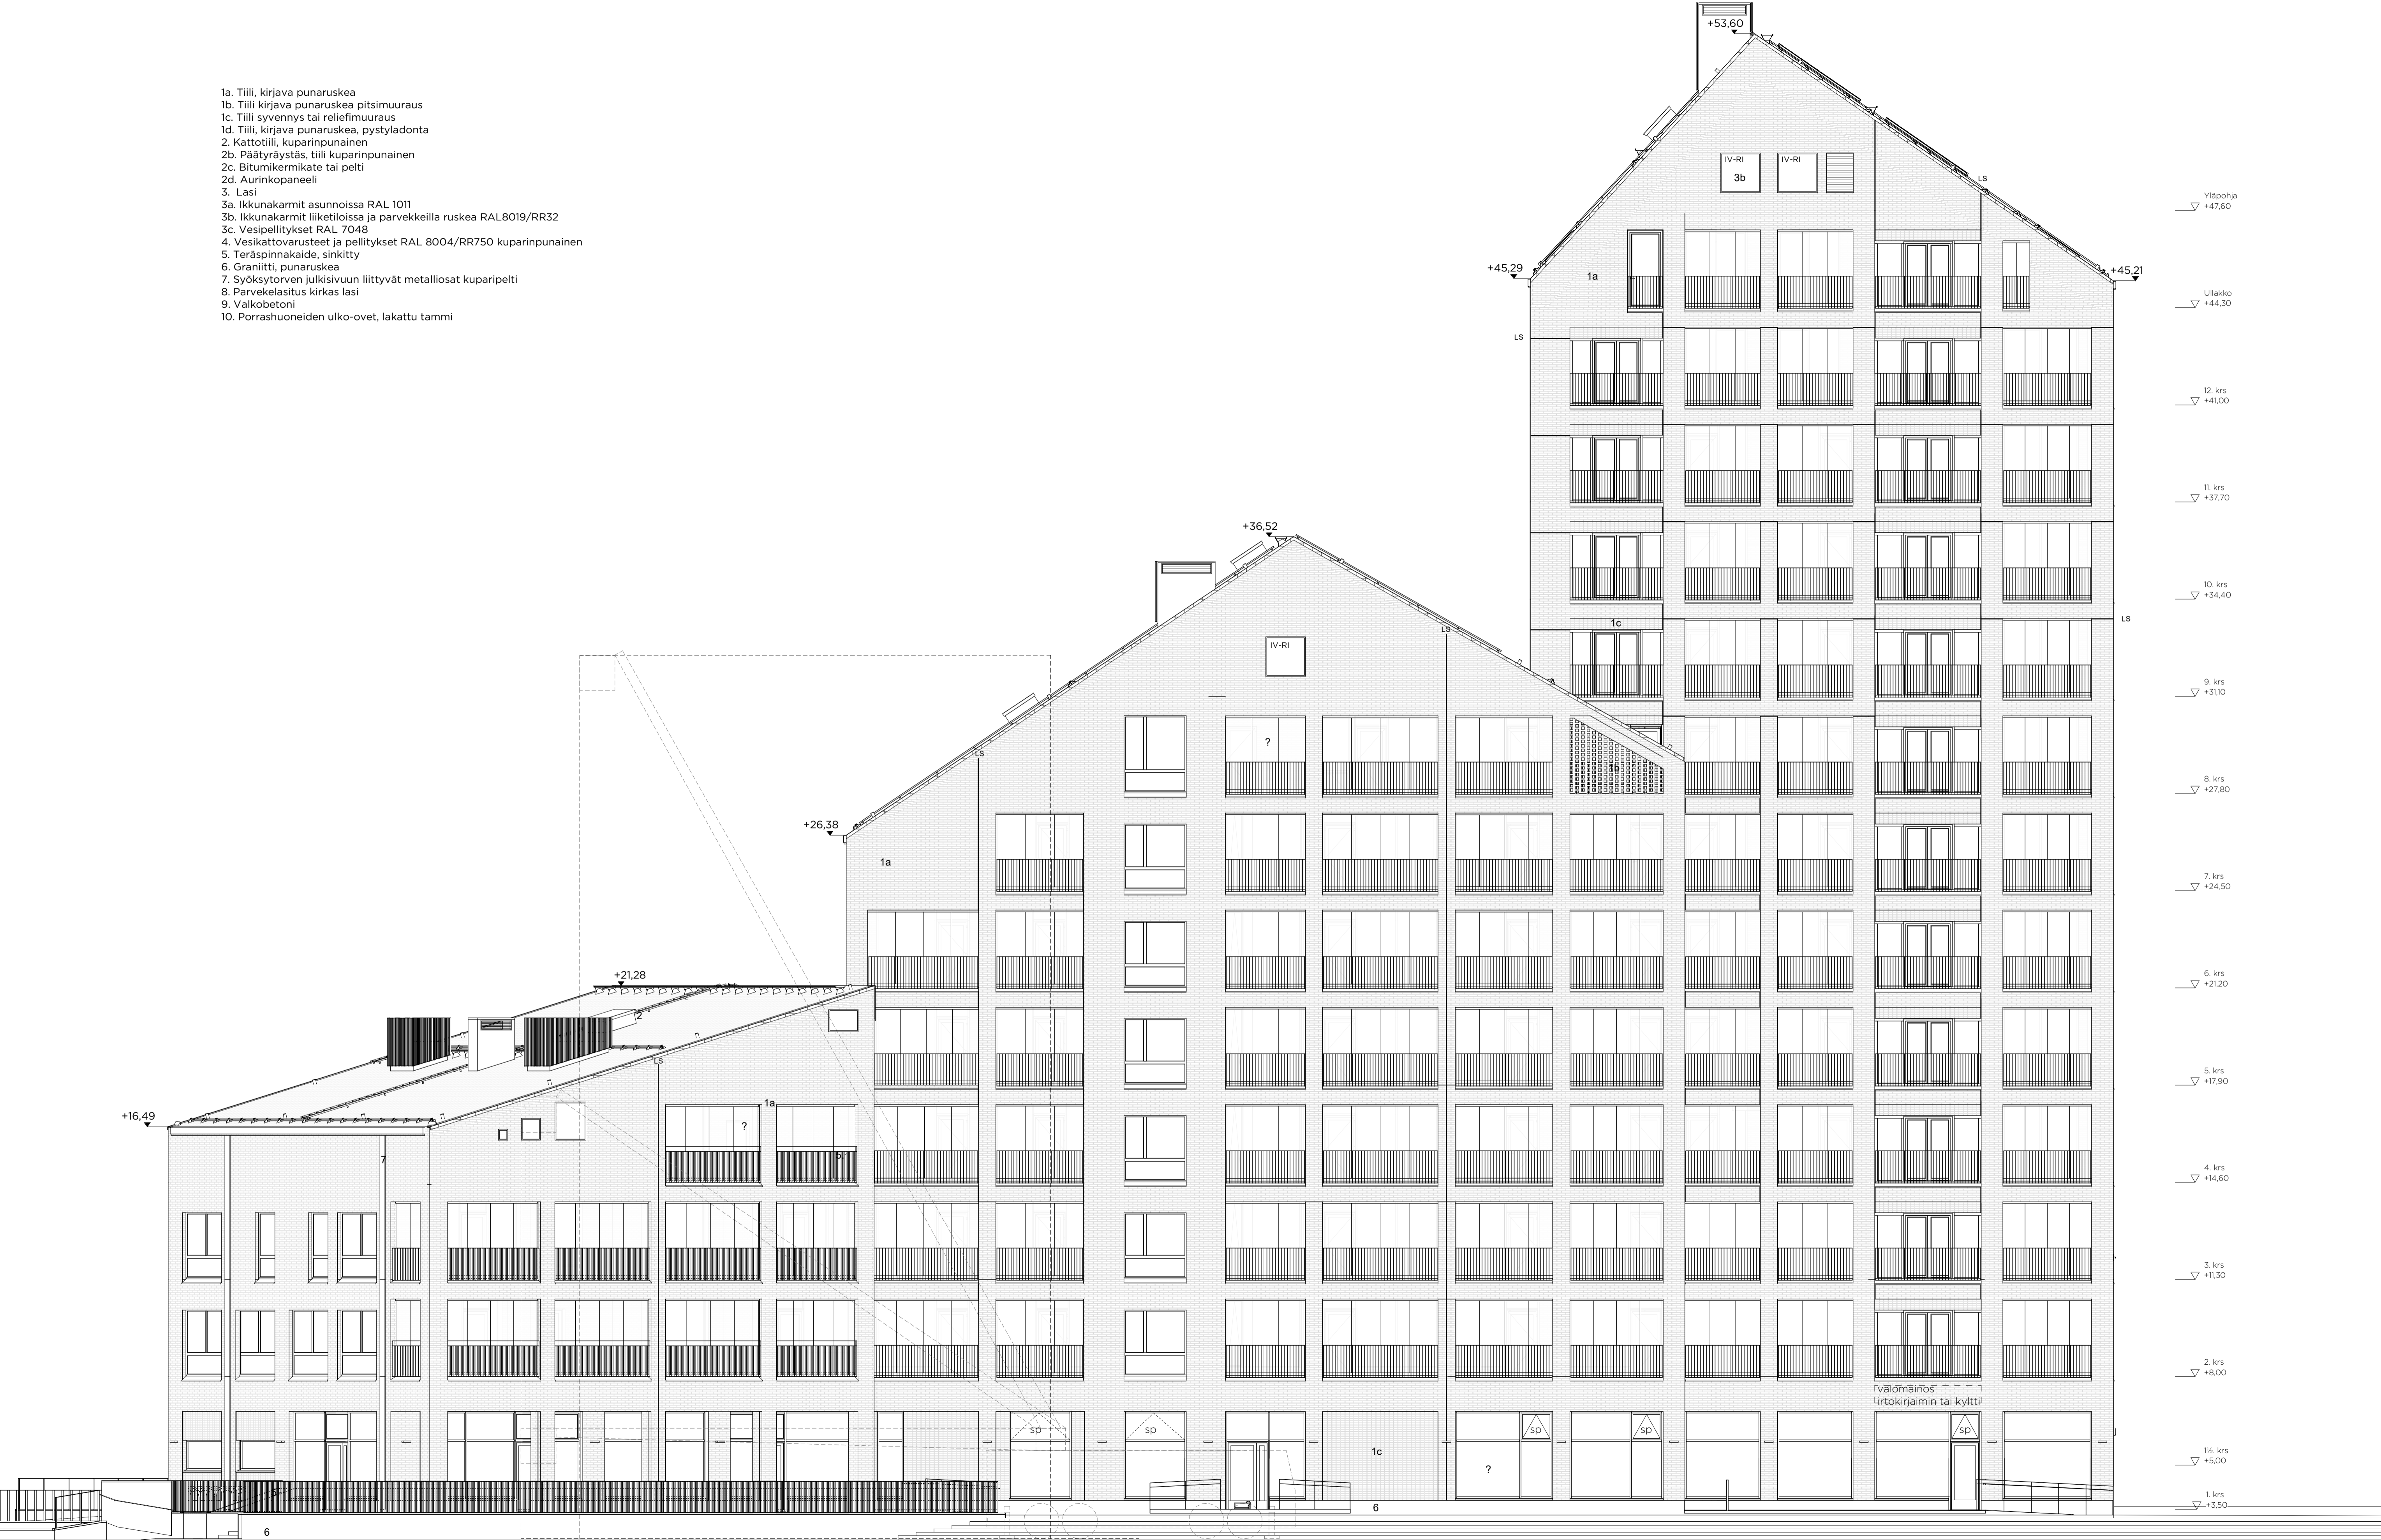 1a. Tiili, kirjava punaruskea
1b. Tiili kirjava punaruskea pitsimuuraus
1c. Tiili syvennys tai reliefimuuraus
1d. Tiili, kirjava punaruskea, pystyladonta
2. Kattotiili, kuparinpunainen
2b. Päätyräystäs, tiili kuparinpunainen
2c. Bitumikermikate tai pelti
2d. Aurinkopaneeli
3. Lasi
3a. Ikkunakarmit asunnoissa RAL 1011
3b. Ikkunakarmit liiketiloissa ja parvekkeilla ruskea RAL8019/RR32
3c. Vesipellitykset RAL 7048
4. Vesikattovarusteet ja pellitykset RAL 8004/RR750 kuparinpunainen
5. Teräspinnakaide, sinkitty
6. Graniitti, punaruskea
7. Syöksytorven julkisivuun liittyvät metalliosat kuparipelti
8. Parvekelasitus kirkas lasi
9. Valkobetoni
10. Porrashuoneiden ulko-ovet, lakattu tammi
+53,60
IV-RI
IV-RI
3b
LS
Yläpohja
+47,60
+45,29
1a
+45,21
Ullakko
+44,30
LS
12. krs
+41,00
11. krs
+37,70
+36,52
10. krs
+34,40
1c
LS
LS
IV-RI
9. krs
+31,10
?
LS
1b
8. krs
+27,80
+26,38
1a
7. krs
+24,50
+21,28
6. krs
+21,20
2
LS
5. krs
+17,90
1a
+16,49
?
5.
7
4. krs
+14,60
3. krs
+11,30
2. krs
+8,00
valomainos
irtokirjaimin tai kyltti
sp
sp
sp
sp
sp
1c
1½. krs
+5,00
?
5
1. krs
+3,50
?
6
6